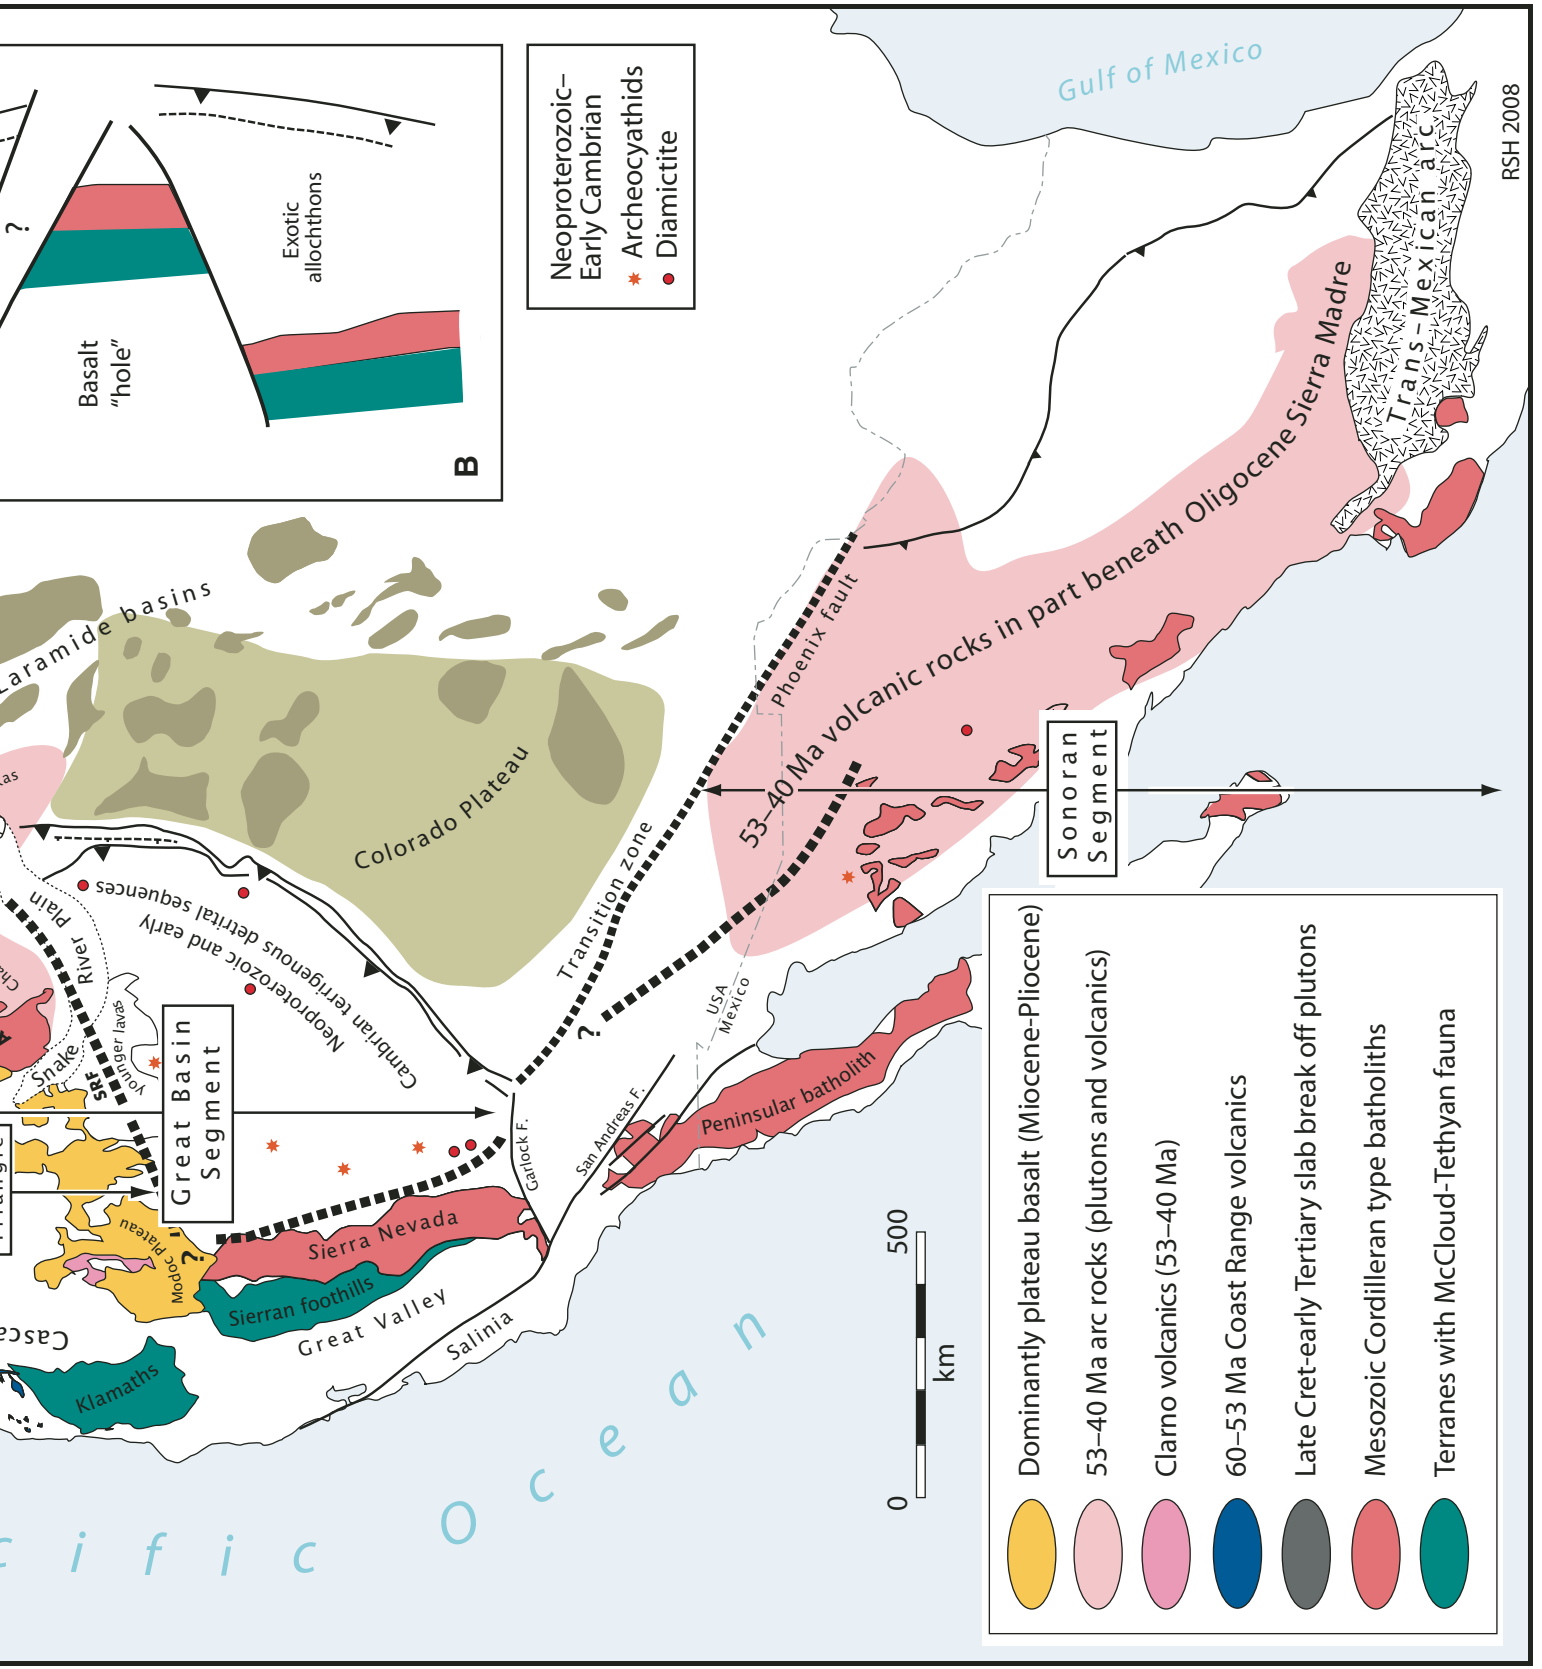 Gulf of Mexico
RSH 2008
Neoproterozoic–
Early Cambrian
Archeocyathids
Diamictite
?
Exotic
allochthons
Basalt
“hole”
B
Trans–Mexican arc
53–40 Ma volcanic rocks in part beneath Oligocene Sierra Madre
Laramide basins
Colorado Plateau
Phoenix fault
Transition zone
?
Sonoran
Segment
USA
Mexico
Neoproterozoic and early
Cambrian terrigenous detrital sequences
Snake
River
Plain
SRF
younger lavas
Great Basin
Segment
Garlock F.
San Andreas F.
Peninsular batholith
Sierra Nevada
Sierran foothills
Great Valley
Salinia
Modoc Plateau
?
Klamaths
c i f i c O c e a n
0
500
km
Dominantly plateau basalt (Miocene-Pliocene)
53–40 Ma arc rocks (plutons and volcanics)
Clarno volcanics (53–40 Ma)
60–53 Ma Coast Range volcanics
Late Cret-early Tertiary slab break off plutons
Mesozoic Cordilleran type batholiths
Terranes with McCloud-Tethyan fauna